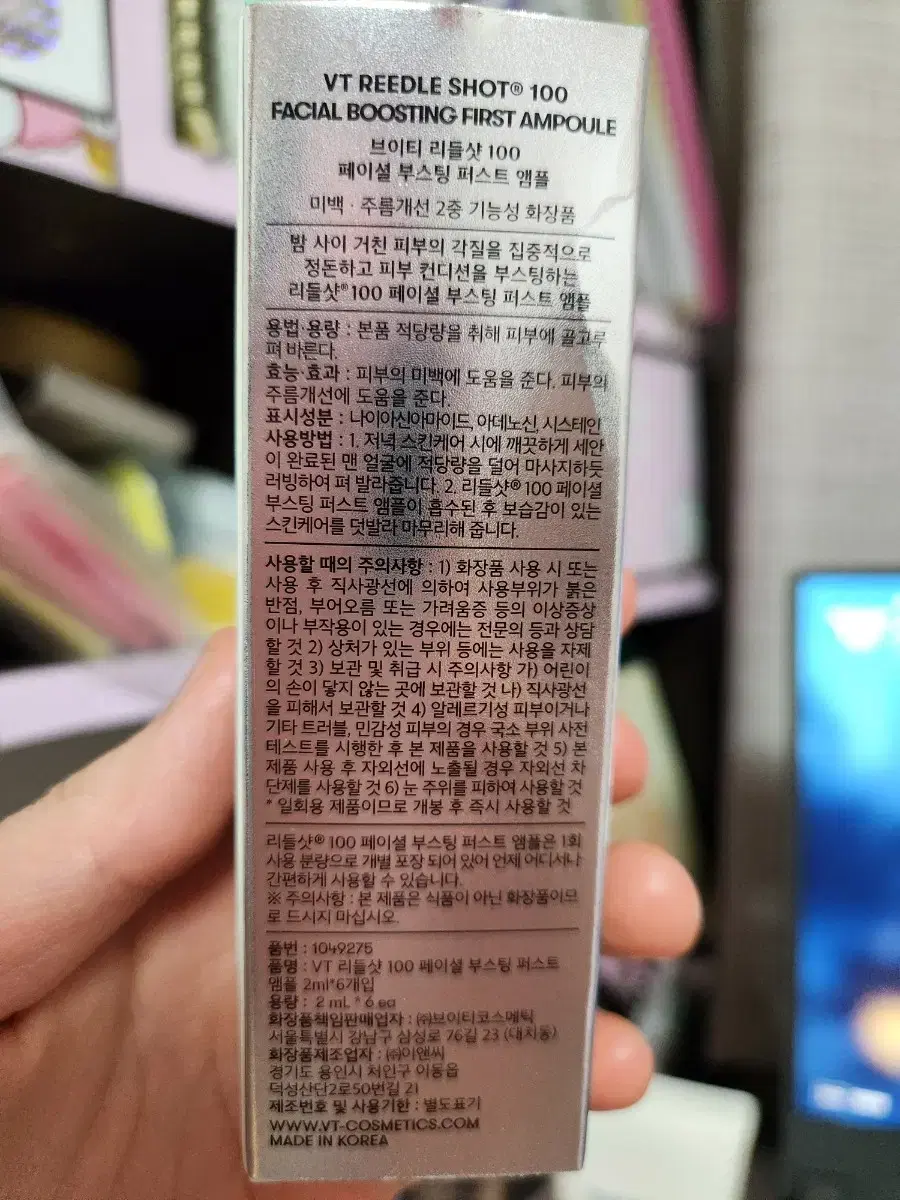 VT REEDLE SHOT® 100
FACIAL BOOSTING FIRST AMPOULE
브이티 리들샷 100
페이셜 부스팅 퍼스트 앰플
미백 · 주름개선 2중 기능성 화장품
밤 사이 거친 피부의 각질을 집중적으로
정돈하고 피부 컨디션을 부스팅하는
리들샷® 100 페이셜 부스팅 퍼스트 앰플
용법·용량 : 본품 적당량을 취해 피부에 골고루
펴 바른다.
효능·효과 : 피부의 미백에 도움을 준다. 피부의
주름개선에 도움을 준다.
표시성분 : 나이아신아마이드, 아데노신, 시스테인
사용방법 : 1. 저녁 스킨케어 시에 깨끗하게 세안
이 완료된 맨 얼굴에 적당량을 덜어 마사지하듯
러빙하여 펴 발라줍니다. 2. 리들샷® 100 페이셜
부스팅 퍼스트 앰플이 흡수된 후 보습감이 있는
스킨케어를 덧발라 마무리해 줍니다.
사용할 때의 주의사항 : 1) 화장품 사용 시 또는
사용 후 직사광선에 의하여 사용부위가 붉은
반점, 부어오름 또는 가려움증 등의 이상증상
이나 부작용이 있는 경우에는 전문의 등과 상담
할 것 2) 상처가 있는 부위 등에는 사용을 자제
할 것 3) 보관 및 취급 시 주의사항 가) 어린이
의 손이 닿지 않는 곳에 보관할 것 나) 직사광선
을 피해서 보관할 것 4) 알레르기성 피부이거나
기타 트러블, 민감성 피부의 경우 국소 부위 사전
테스트를 시행한 후 본 제품을 사용할 것 5) 본
제품 사용 후 자외선에 노출될 경우 자외선 차
단제를 사용할 것 6) 눈 주위를 피하여 사용할 것
* 일회용 제품이므로 개봉 후 즉시 사용할 것
리들샷® 100 페이셜 부스팅 퍼스트 앰플은 1회
사용 분량으로 개별 포장 되어 있어 언제 어디서나
간편하게 사용할 수 있습니다.
※ 주의사항 : 본 제품은 식품이 아닌 화장품이므
로 드시지 마십시오.
품번 : 1049275
품명 : VT 리들샷 100 페이셜 부스팅 퍼스트
앰플 2ml*6개입
용량 : 2 mL * 6 ea
화장품책임판매업자 : ㈜브이티코스메틱
서울특별시 강남구 삼성로 76길 23 (대치동)
화장품제조업자 : ㈜이앤씨
경기도 용인시 처인구 이동읍
덕성산단2로50번길 21
제조번호 및 사용기한 : 별도표기
WWW.VT-COSMETICS.COM
MADE IN KOREA